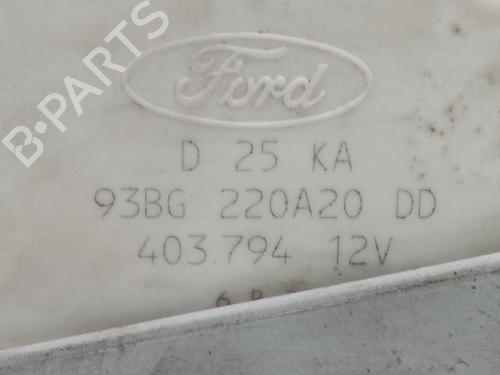 B-PARTS
Ford
D 25 KA
93BG 220A20 DD
403.794 12V